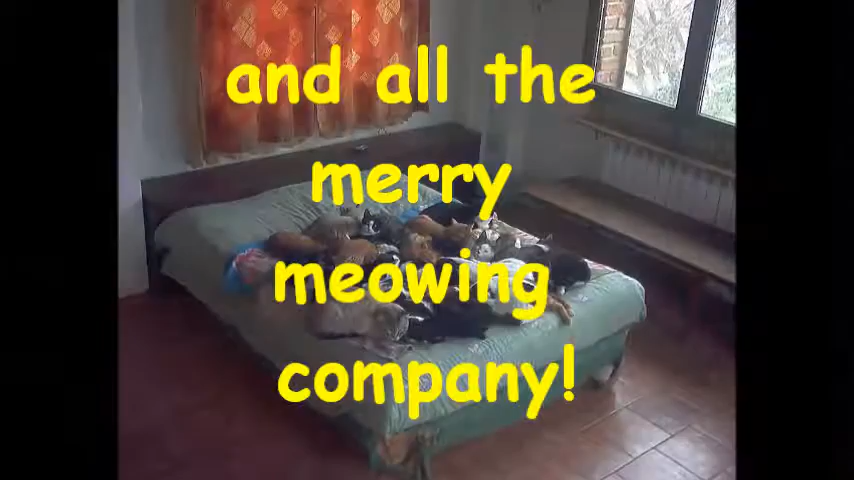 and all the
merry
meowing
company!